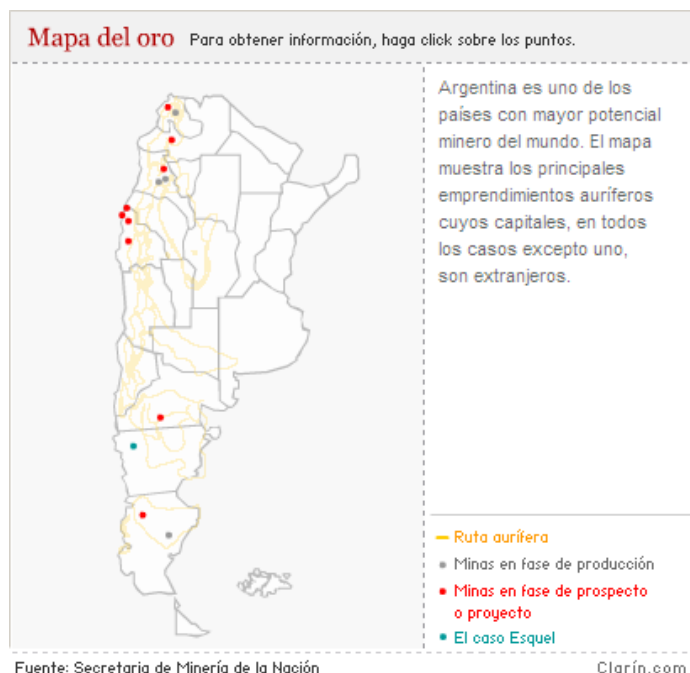 Mapa del oro Para obtener información, haga click sobre los puntos.
Argentina es uno de los
países con mayor potencial
minero del mundo. El mapa
muestra los principales
emprendimientos auríferos
cuyos capitales, en todos
los casos excepto uno,
son extranjeros.
Ruta aurífera
Minas en fase de producción
Minas en fase de prospecto
o proyecto
El caso Esquel
Fuente: Secretaria de Minería de la Nación Clarín.com